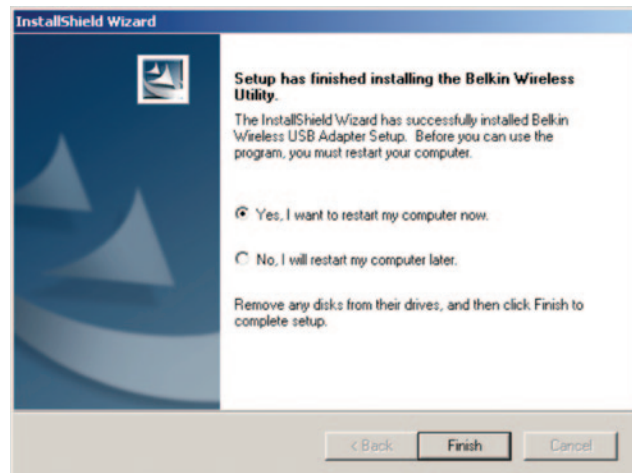 InstallShield Wizard
Setup has finished installing the Belkin Wireless
Utility.
The InstallShield Wizard has successfully installed Belkin
Wireless USB Adapter Setup. Before you can use the
program, you must restart your computer.
Yes, I want to restart my computer now.
No, I will restart my computer later.
Remove any disks from their drives, and then click Finish to
complete setup.
< Back
Finish
Cancel